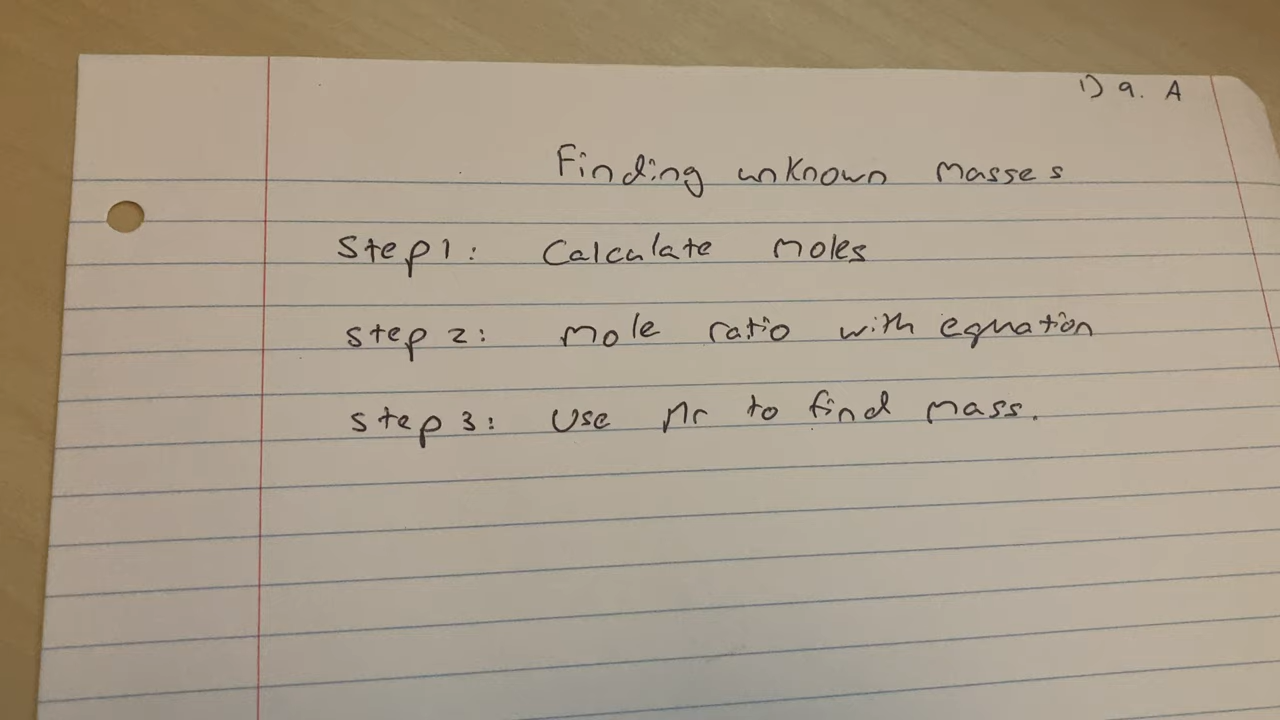 1) a. A
Finding unknown masses
Step 1: Calculate moles
Step 2: mole ratio with equation
Step 3: Use Mr to find mass.